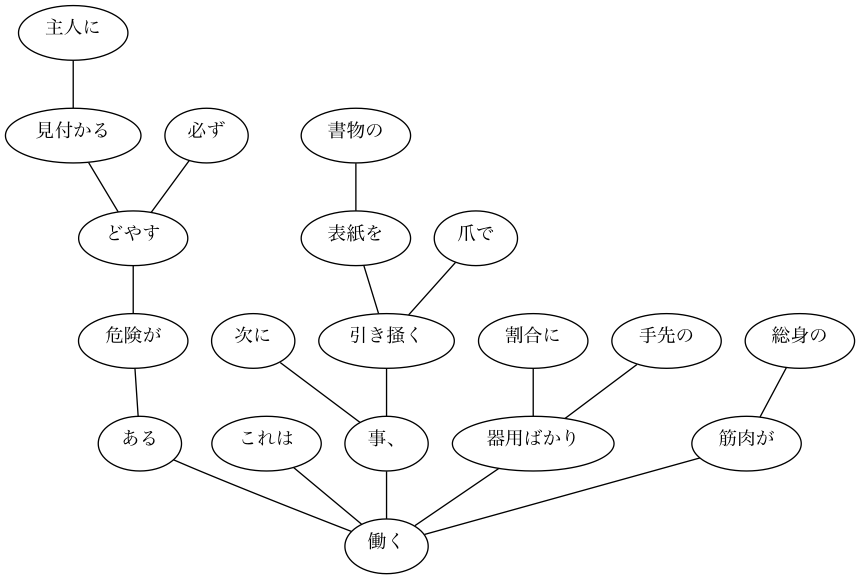 主人に
見付かる
必ず
書物の
どやす
表紙を
爪で
危険が
次に
引き掻く
割合に
手先の
総身の
ある
これは
事、
器用ばかり
筋肉が
働く